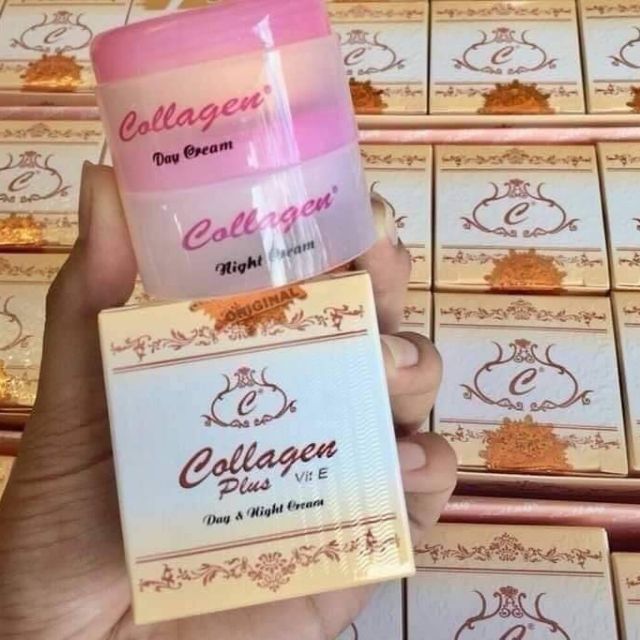 Collagen®
Day Cream
Collagen®
Night Cream
ORIGINAL
C
Collagen
Plus Vit E
Day & Night Cream
C
C
C
C
C